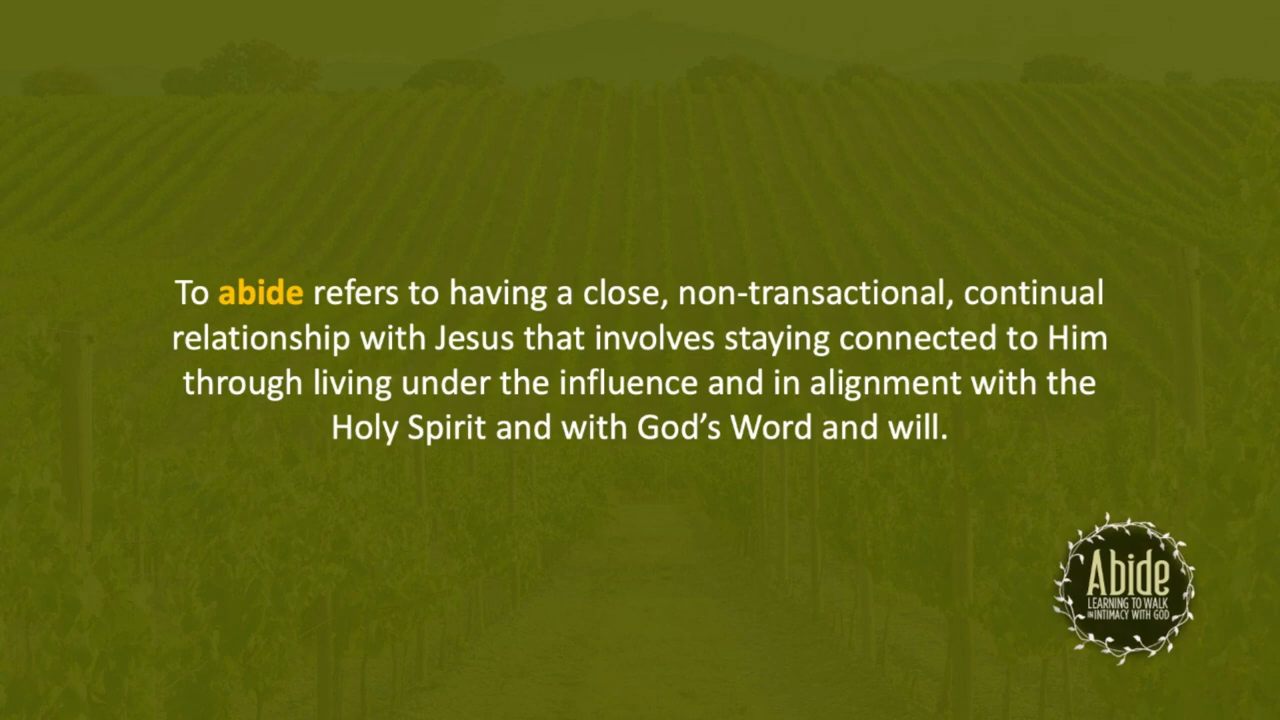 To abide refers to having a close, non-transactional, continual
relationship with Jesus that involves staying connected to Him
through living under the influence and in alignment with the
Holy Spirit and with God’s Word and will.
Abide
LEARNING TO WALK
IN INTIMACY WITH GOD